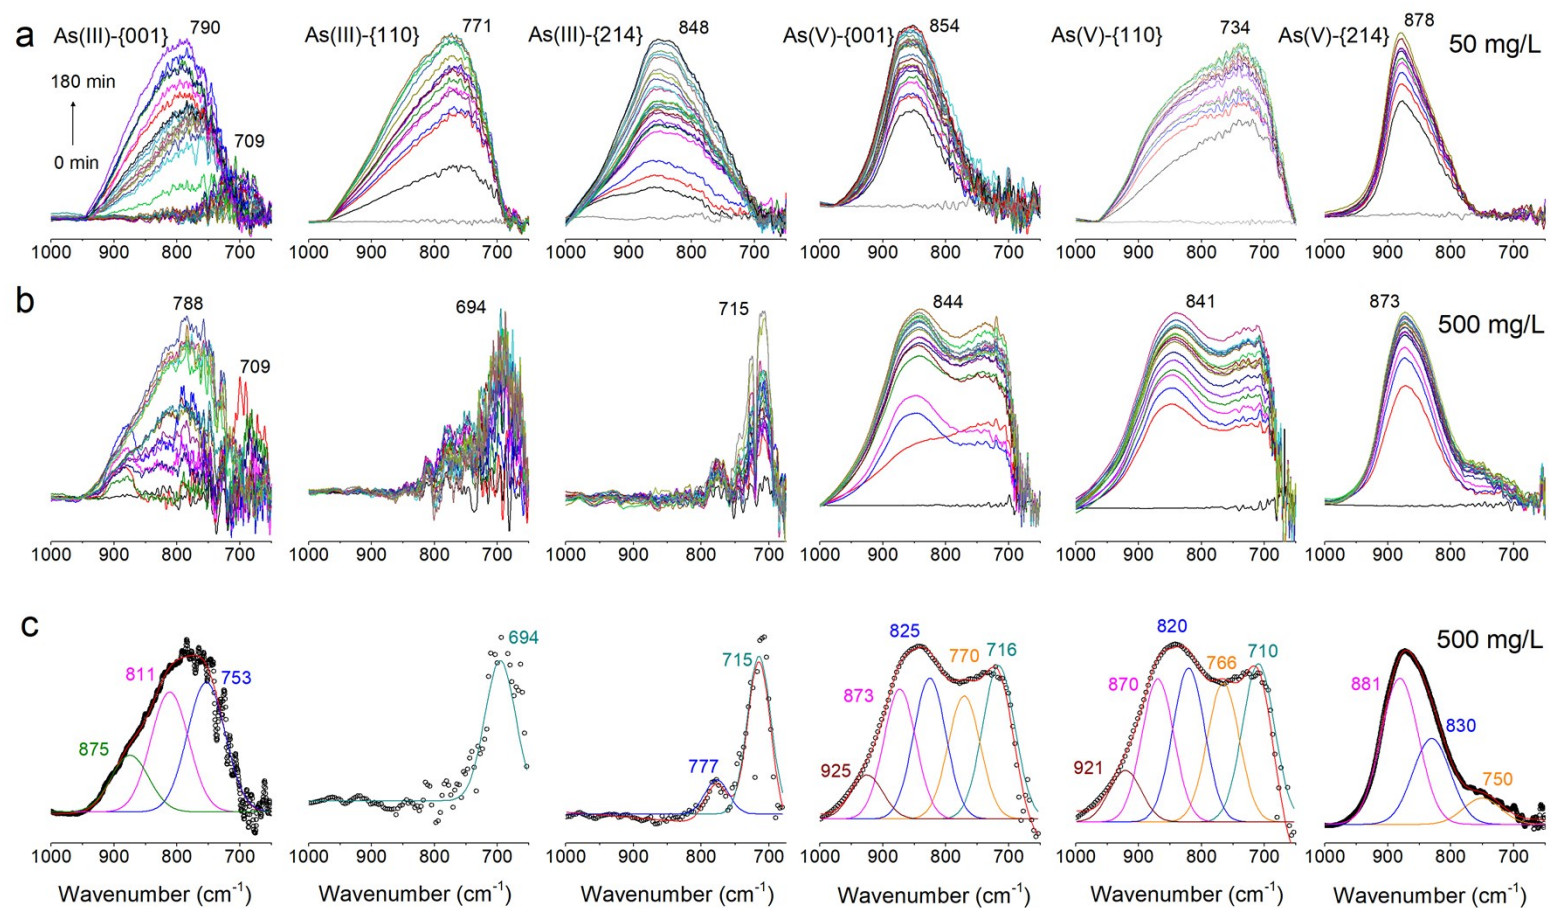 a
As(III)-{001} 790
As(III)-{110} 771
As(III)-{214} 848
As(V)-{001} 854
As(V)-{110} 734
As(V)-{214} 878
50 mg/L
180 min
0 min
709
1000 900 800 700
1000 900 800 700
1000 900 800 700
1000 900 800 700
1000 900 800 700
1000 900 800 700
b
788
709
694
715
844
841
873
500 mg/L
1000 900 800 700
1000 900 800 700
1000 900 800 700
1000 900 800 700
1000 900 800 700
1000 900 800 700
c
875 811 753
694
777 715
925 873 825 770 716
921 870 820 766 710
881 830 750
500 mg/L
1000 900 800 700
1000 900 800 700
1000 900 800 700
1000 900 800 700
1000 900 800 700
1000 900 800 700
Wavenumber (cm⁻¹)
Wavenumber (cm⁻¹)
Wavenumber (cm⁻¹)
Wavenumber (cm⁻¹)
Wavenumber (cm⁻¹)
Wavenumber (cm⁻¹)